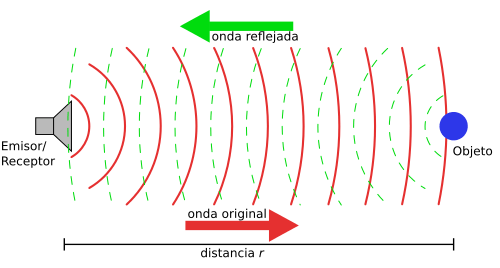 onda reflejada
Emisor/
Receptor
Objeto
onda original
distancia r